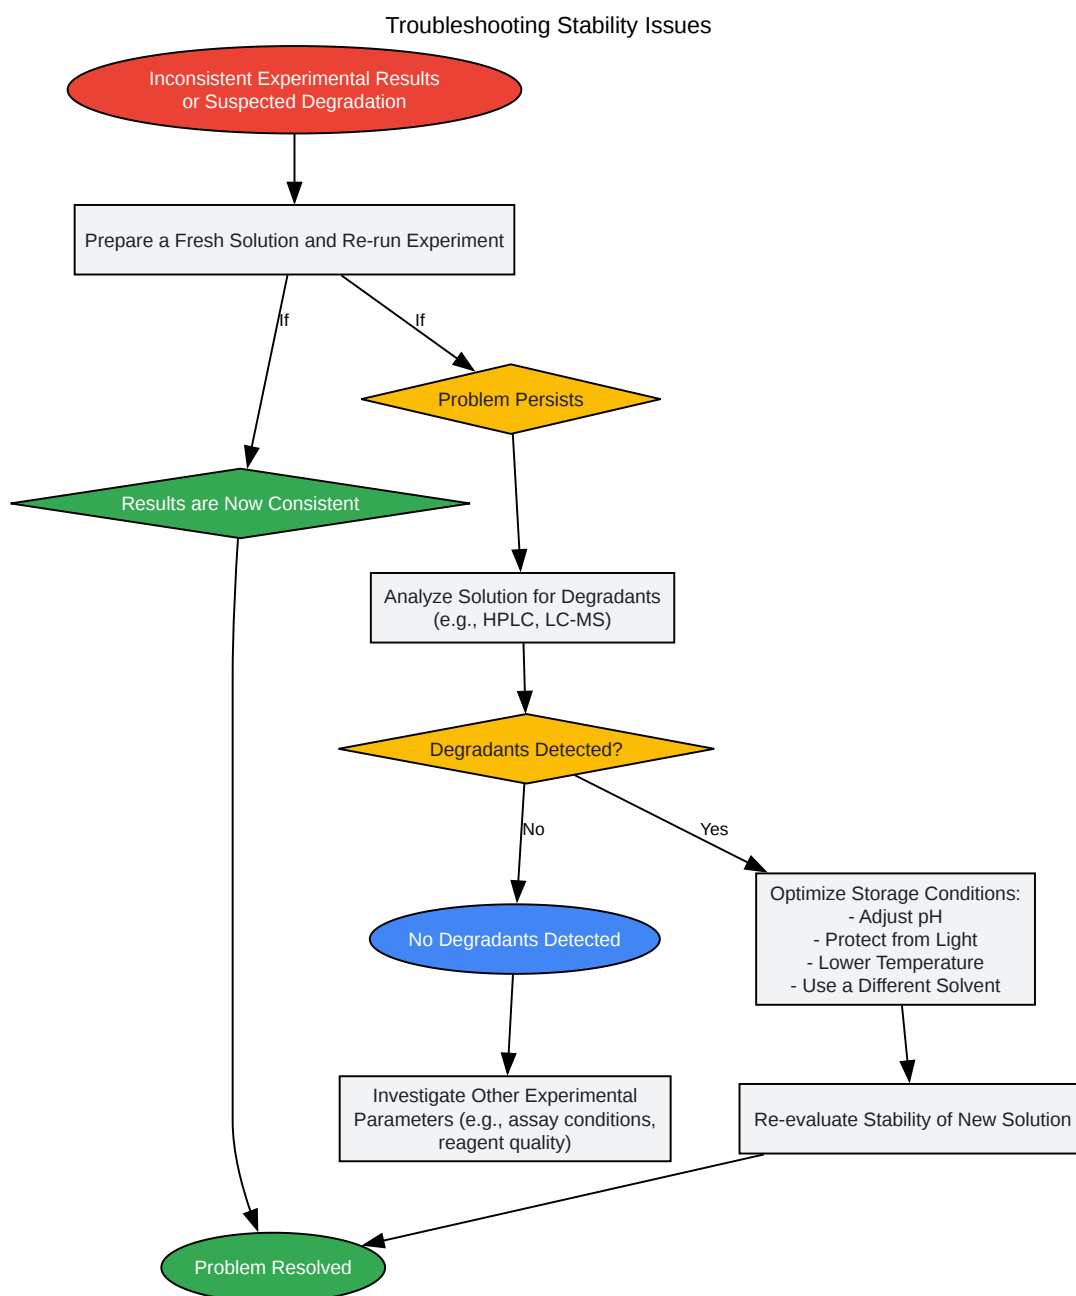 Troubleshooting Stability Issues
Inconsistent Experimental Results
or Suspected Degradation
Prepare a Fresh Solution and Re-run Experiment
If
If
Problem Persists
Results are Now Consistent
Analyze Solution for Degradants
(e.g., HPLC, LC-MS)
Degradants Detected?
No
Yes
Optimize Storage Conditions:
- Adjust pH
- Protect from Light
- Lower Temperature
- Use a Different Solvent
No Degradants Detected
Investigate Other Experimental
Parameters (e.g., assay conditions,
reagent quality)
Re-evaluate Stability of New Solution
Problem Resolved